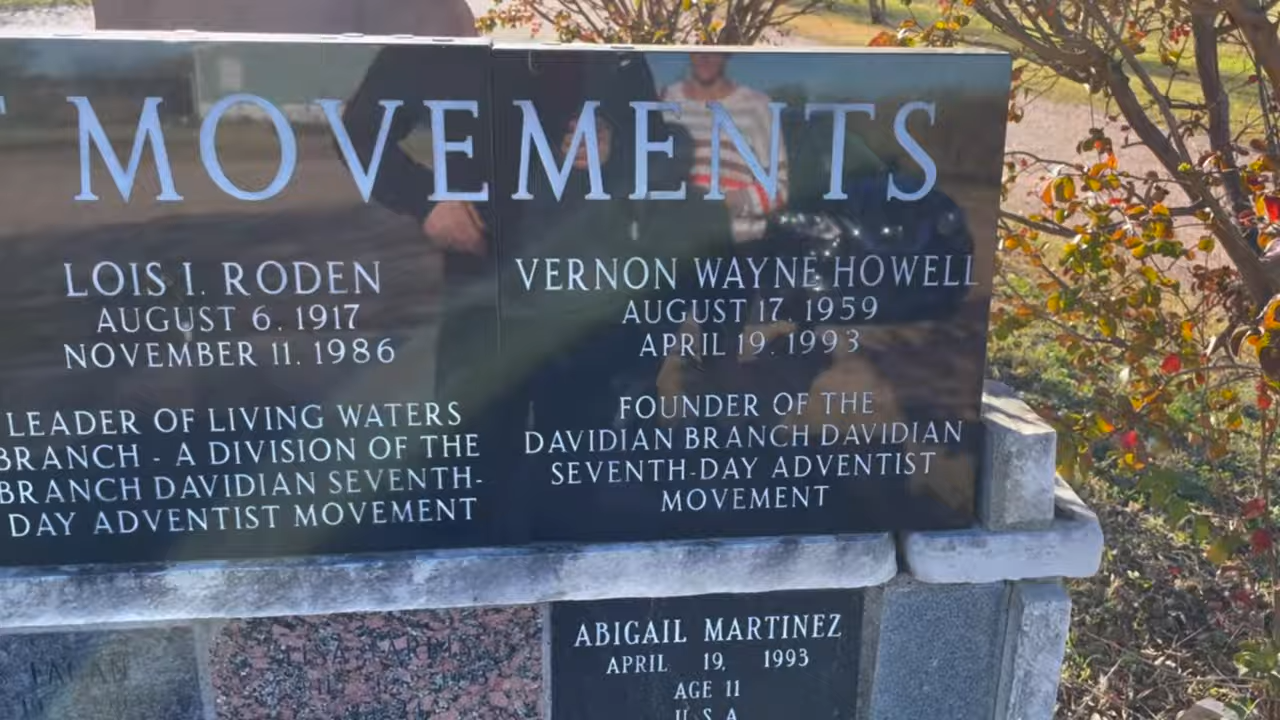 MOVEMENTS
LOIS I. RODEN
AUGUST 6, 1917
NOVEMBER 11, 1986
LEADER OF LIVING WATERS
BRANCH - A DIVISION OF THE
BRANCH DAVIDIAN SEVENTH-
DAY ADVENTIST MOVEMENT
VERNON WAYNE HOWELL
AUGUST 17, 1959
APRIL 19, 1993
FOUNDER OF THE
DAVIDIAN BRANCH DAVIDIAN
SEVENTH-DAY ADVENTIST
MOVEMENT
ABIGAIL MARTINEZ
APRIL 19, 1993
AGE 11
U.S.A.